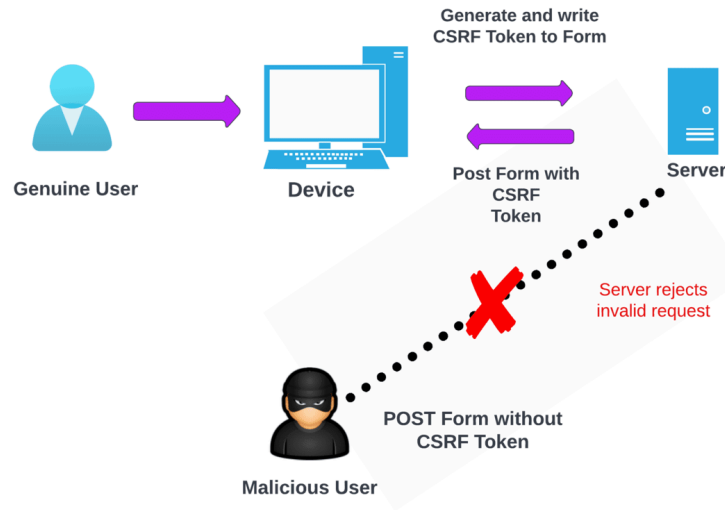 Generate and write
CSRF Token to Form
Genuine User
Device
Post Form with
CSRF
Token
Server
Server rejects
invalid request
POST Form without
CSRF Token
Malicious User